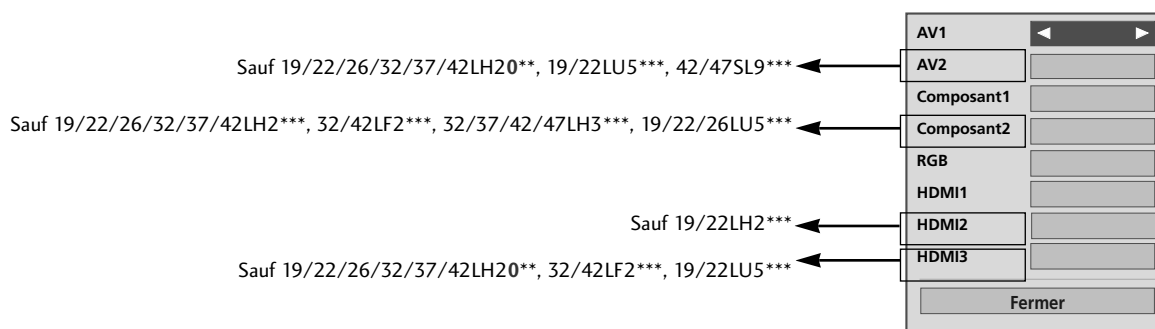 AV1
Sauf 19/22/26/32/37/42LH20**, 19/22LU5***, 42/47SL9***
AV2
Composant1
Sauf 19/22/26/32/37/42LH2***, 32/42LF2***, 32/37/42/47LH3***, 19/22/26LU5***
Composant2
RGB
HDMI1
Sauf 19/22LH2***
HDMI2
Sauf 19/22/26/32/37/42LH20**, 32/42LF2***, 19/22LU5***
HDMI3
Fermer